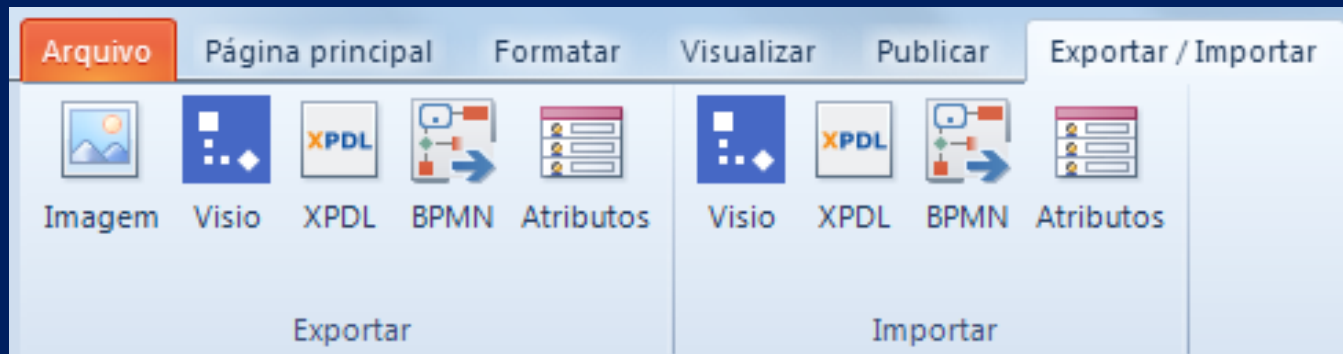 Arquivo Página principal Formatar Visualizar Publicar Exportar / Importar
XPDL XPDL
Imagem Visio XPDL BPMN Atributos Visio XPDL BPMN Atributos
Exportar Importar